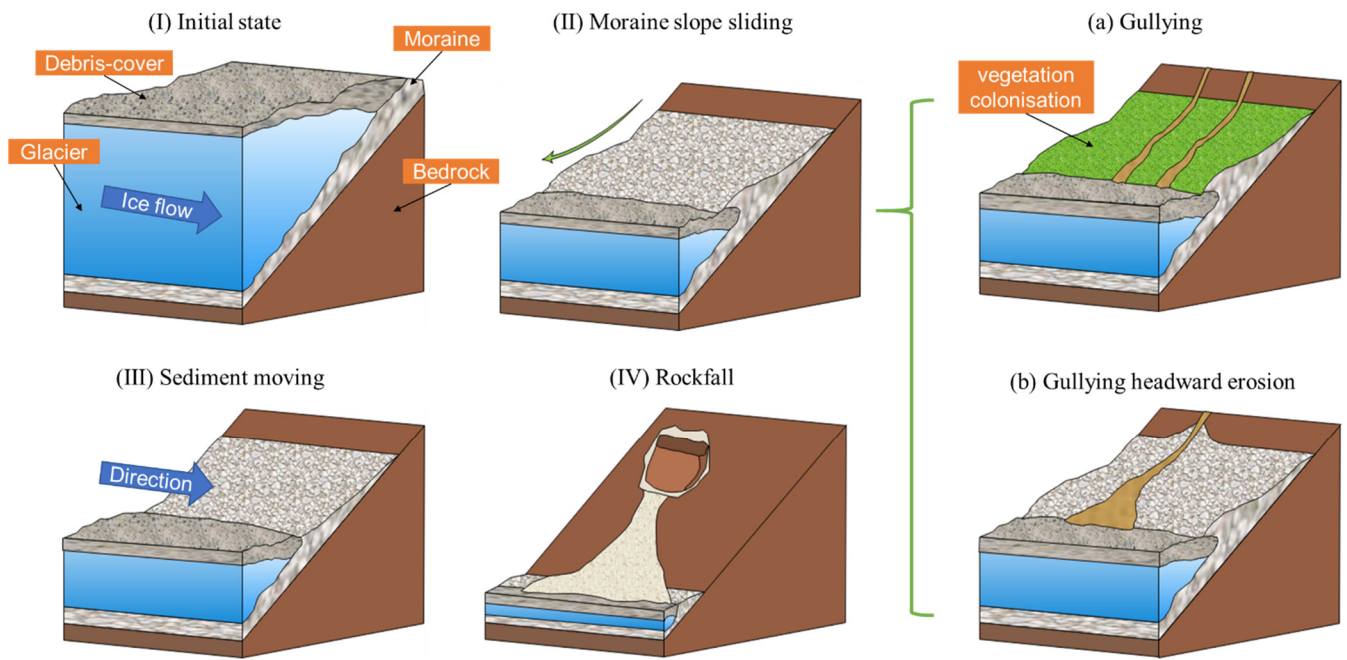 (I) Initial state
Debris-cover
Moraine
Glacier
Ice flow
Bedrock
(II) Moraine slope sliding
(a) Gullying
vegetation
colonisation
(III) Sediment moving
Direction
(IV) Rockfall
(b) Gullying headward erosion